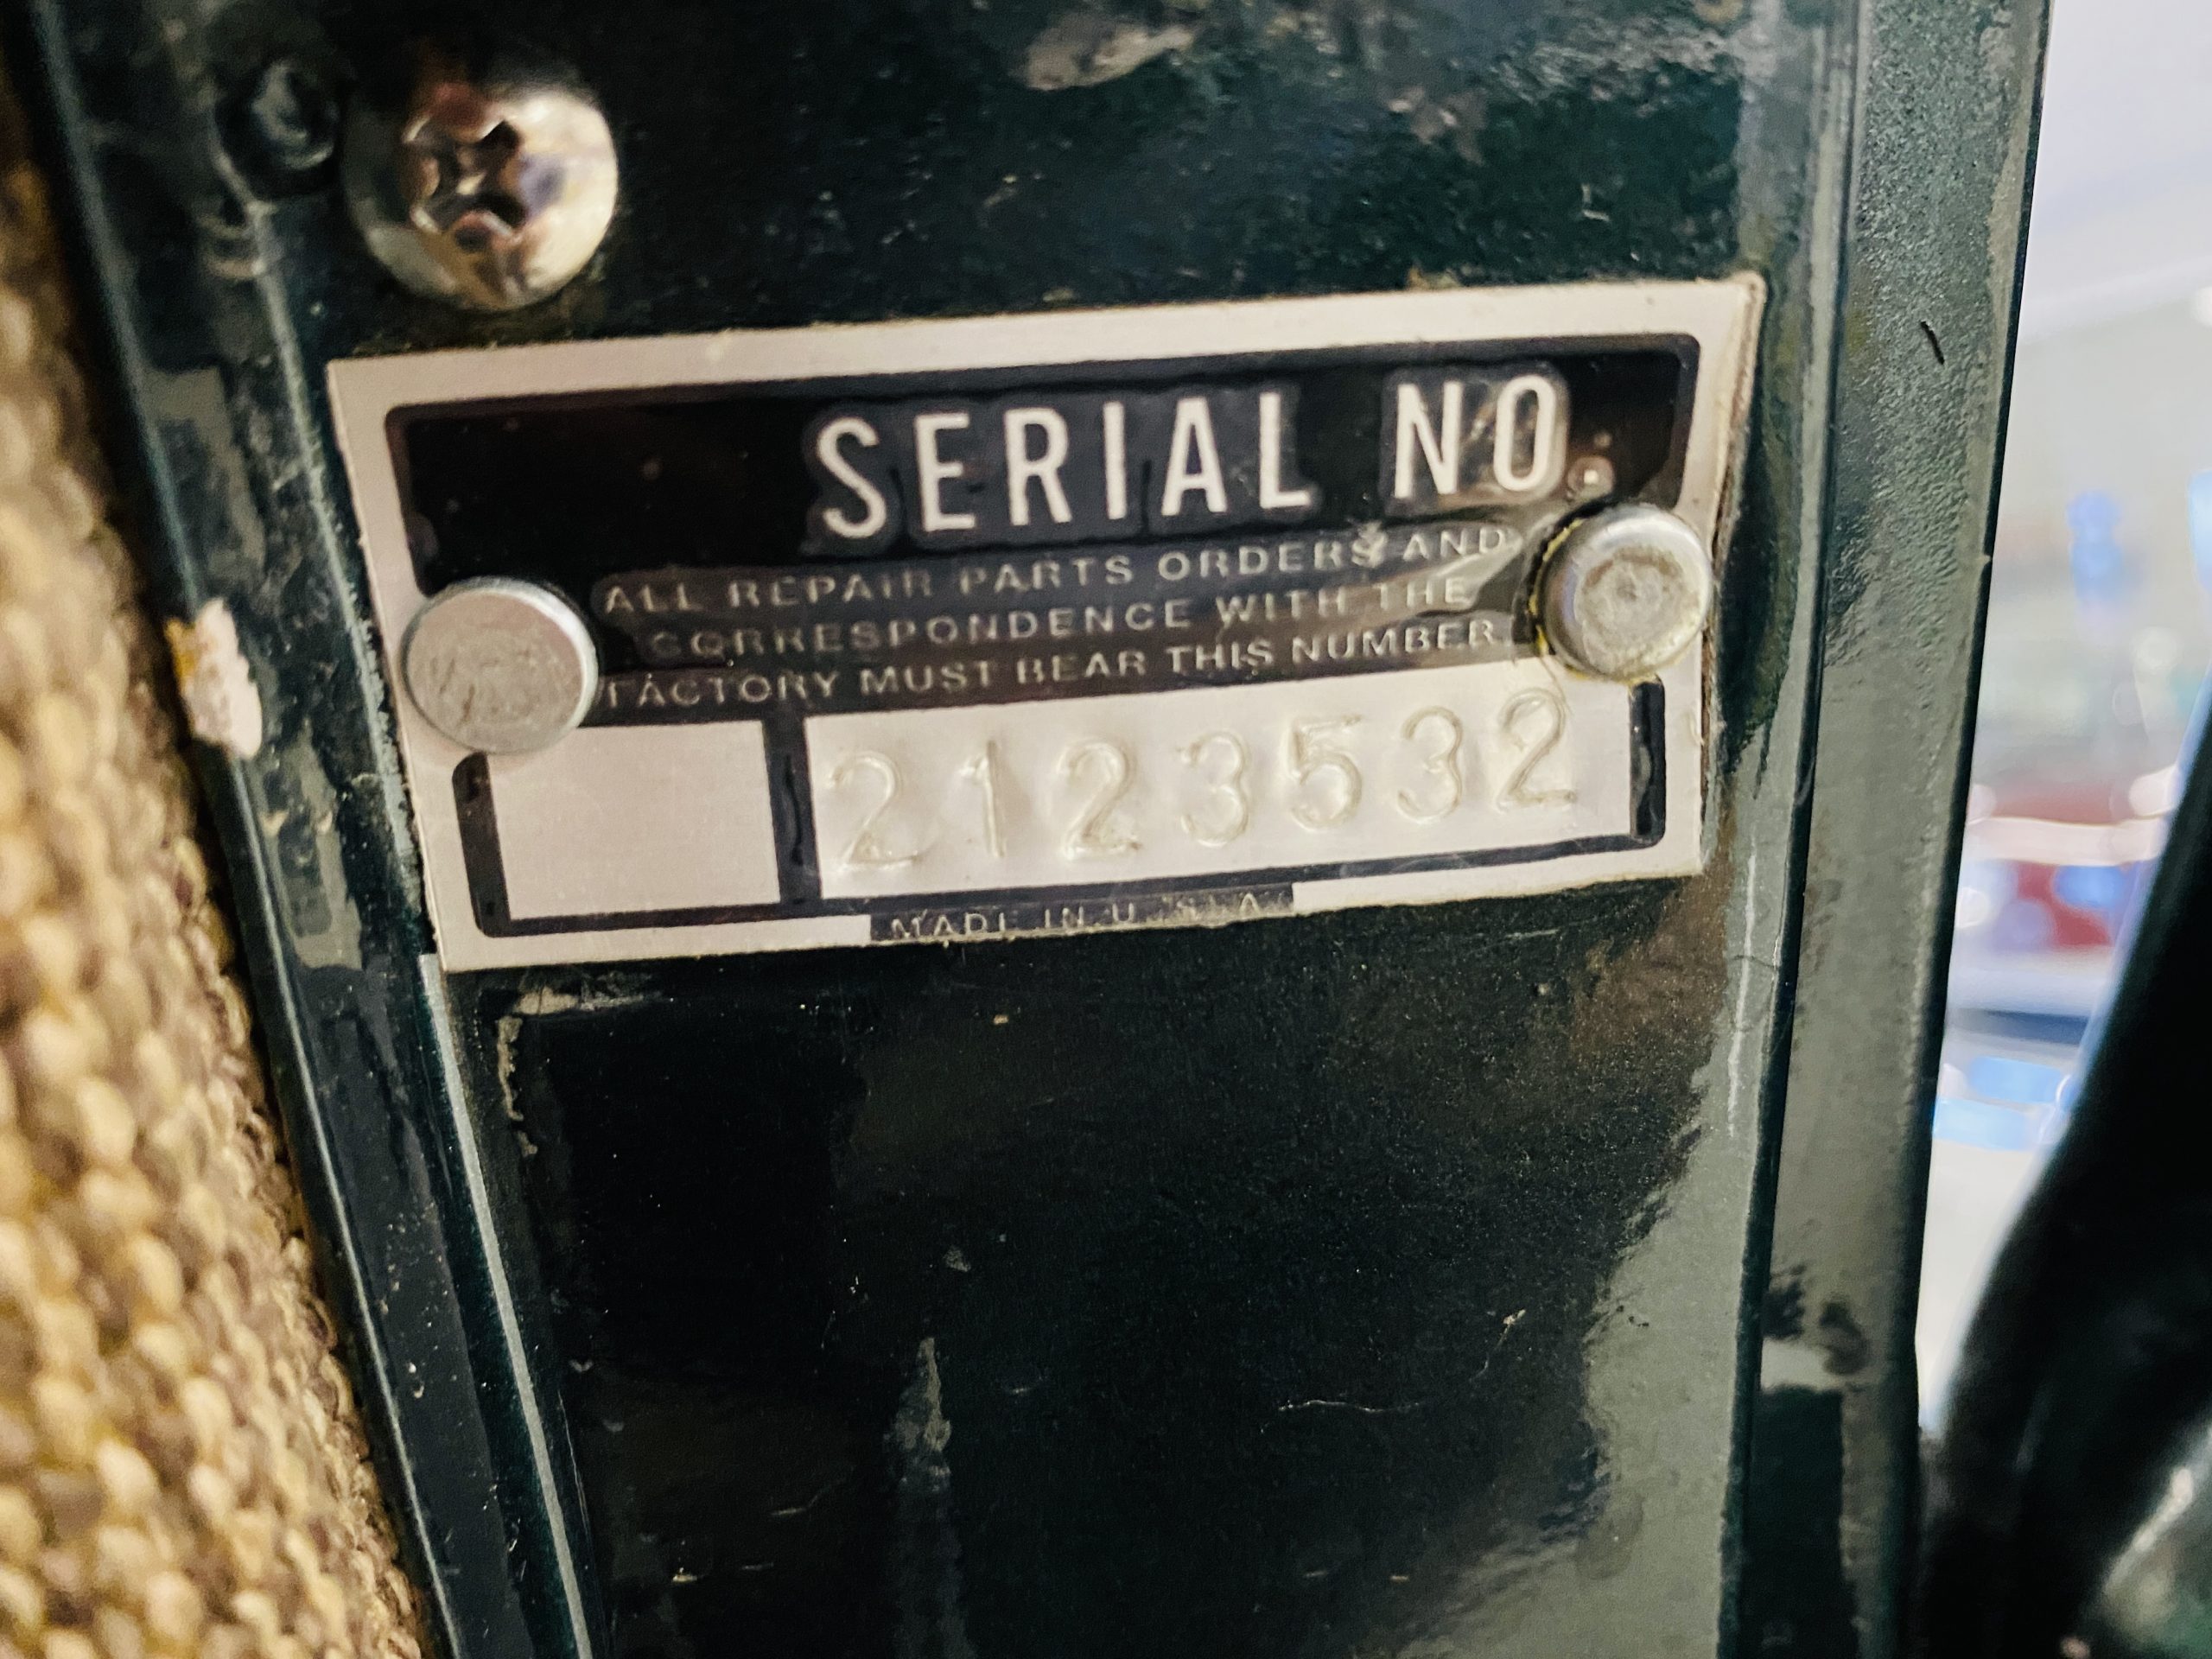 SERIAL NO.
ALL REPAIR PARTS ORDERS AND
CORRESPONDENCE WITH THE
FACTORY MUST BEAR THIS NUMBER.
2123532
MADE IN U.S.A.